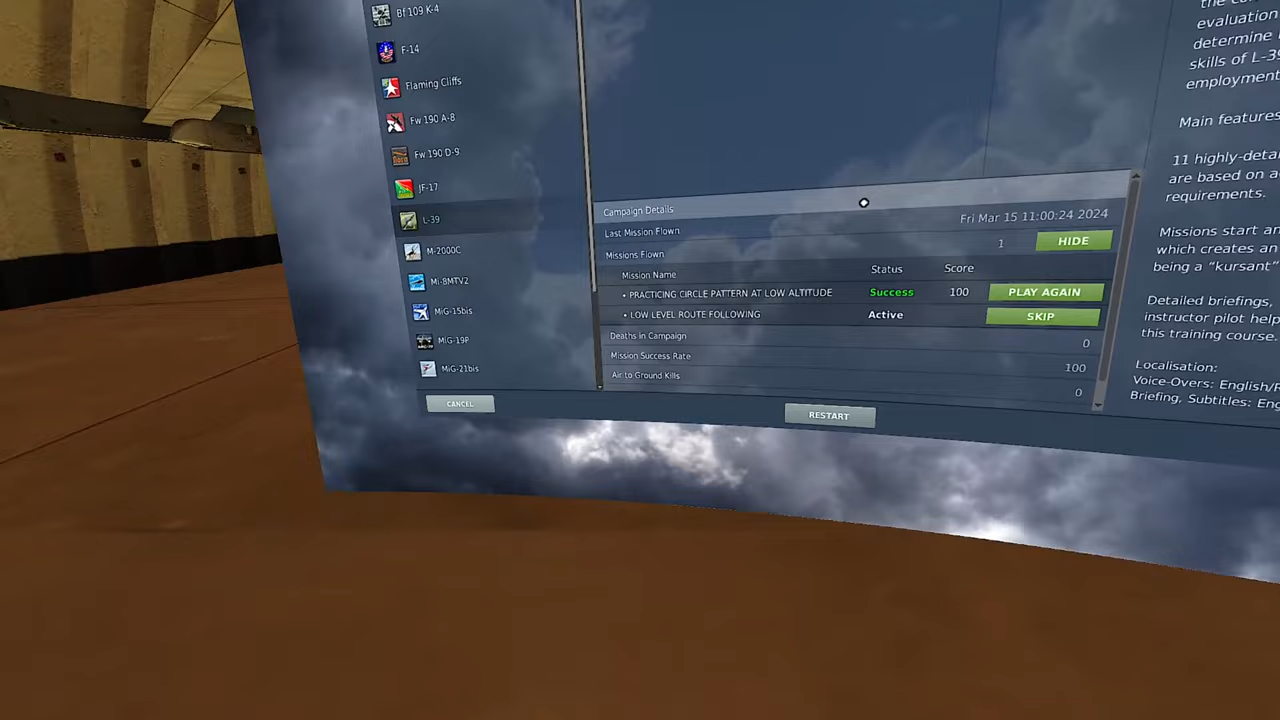 Bf 109 K-4
F-14
Flaming Cliffs
Fw 190 A-8
Fw 190 D-9
JF-17
L-39
M-2000C
Mi-8MTV2
MiG-15bis
MiG-19P
MiG-21bis
CANCEL
Campaign Details
Last Mission Flown Fri Mar 15 11:00:24 2024
Missions Flown 1 HIDE
Mission Name Status Score
• PRACTICING CIRCLE PATTERN AT LOW ALTITUDE Success 100 PLAY AGAIN
• LOW LEVEL ROUTE FOLLOWING Active SKIP
Deaths in Campaign 0
Mission Success Rate 100
Air to Ground Kills 0
RESTART
evaluation
determine
skills of L-39
employment
Main features
11 highly-detai
are based on a
requirements.
Missions start an
which creates an
being a “kursant”
Detailed briefings,
instructor pilot help
this training course.
Localisation:
Voice-Overs: English/R
Briefing, Subtitles: Eng